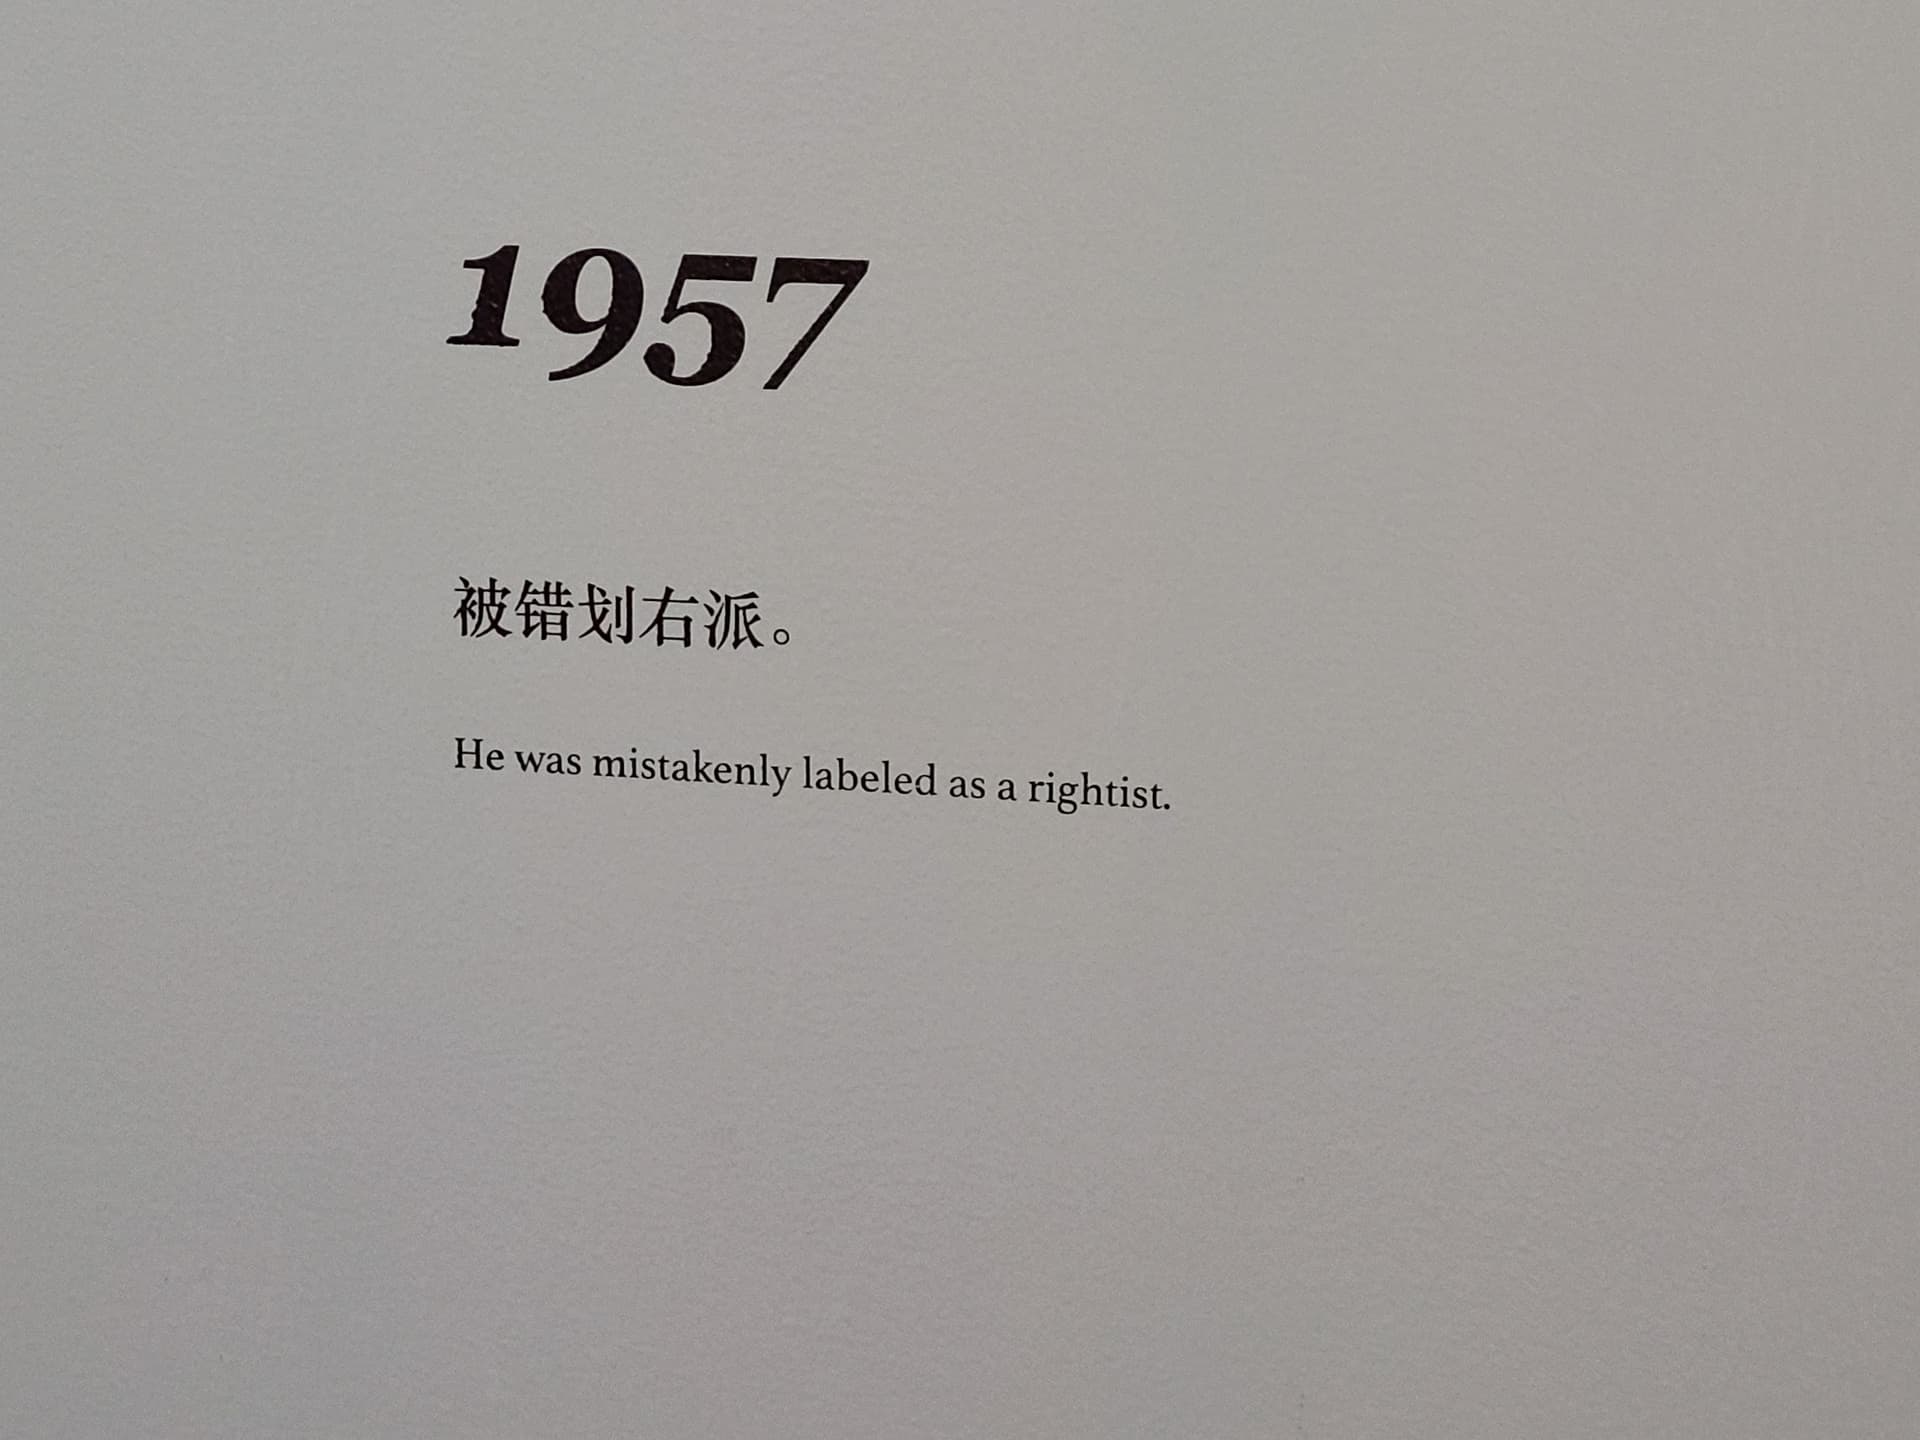 1957
被错划右派。
He was mistakenly labeled as a rightist.